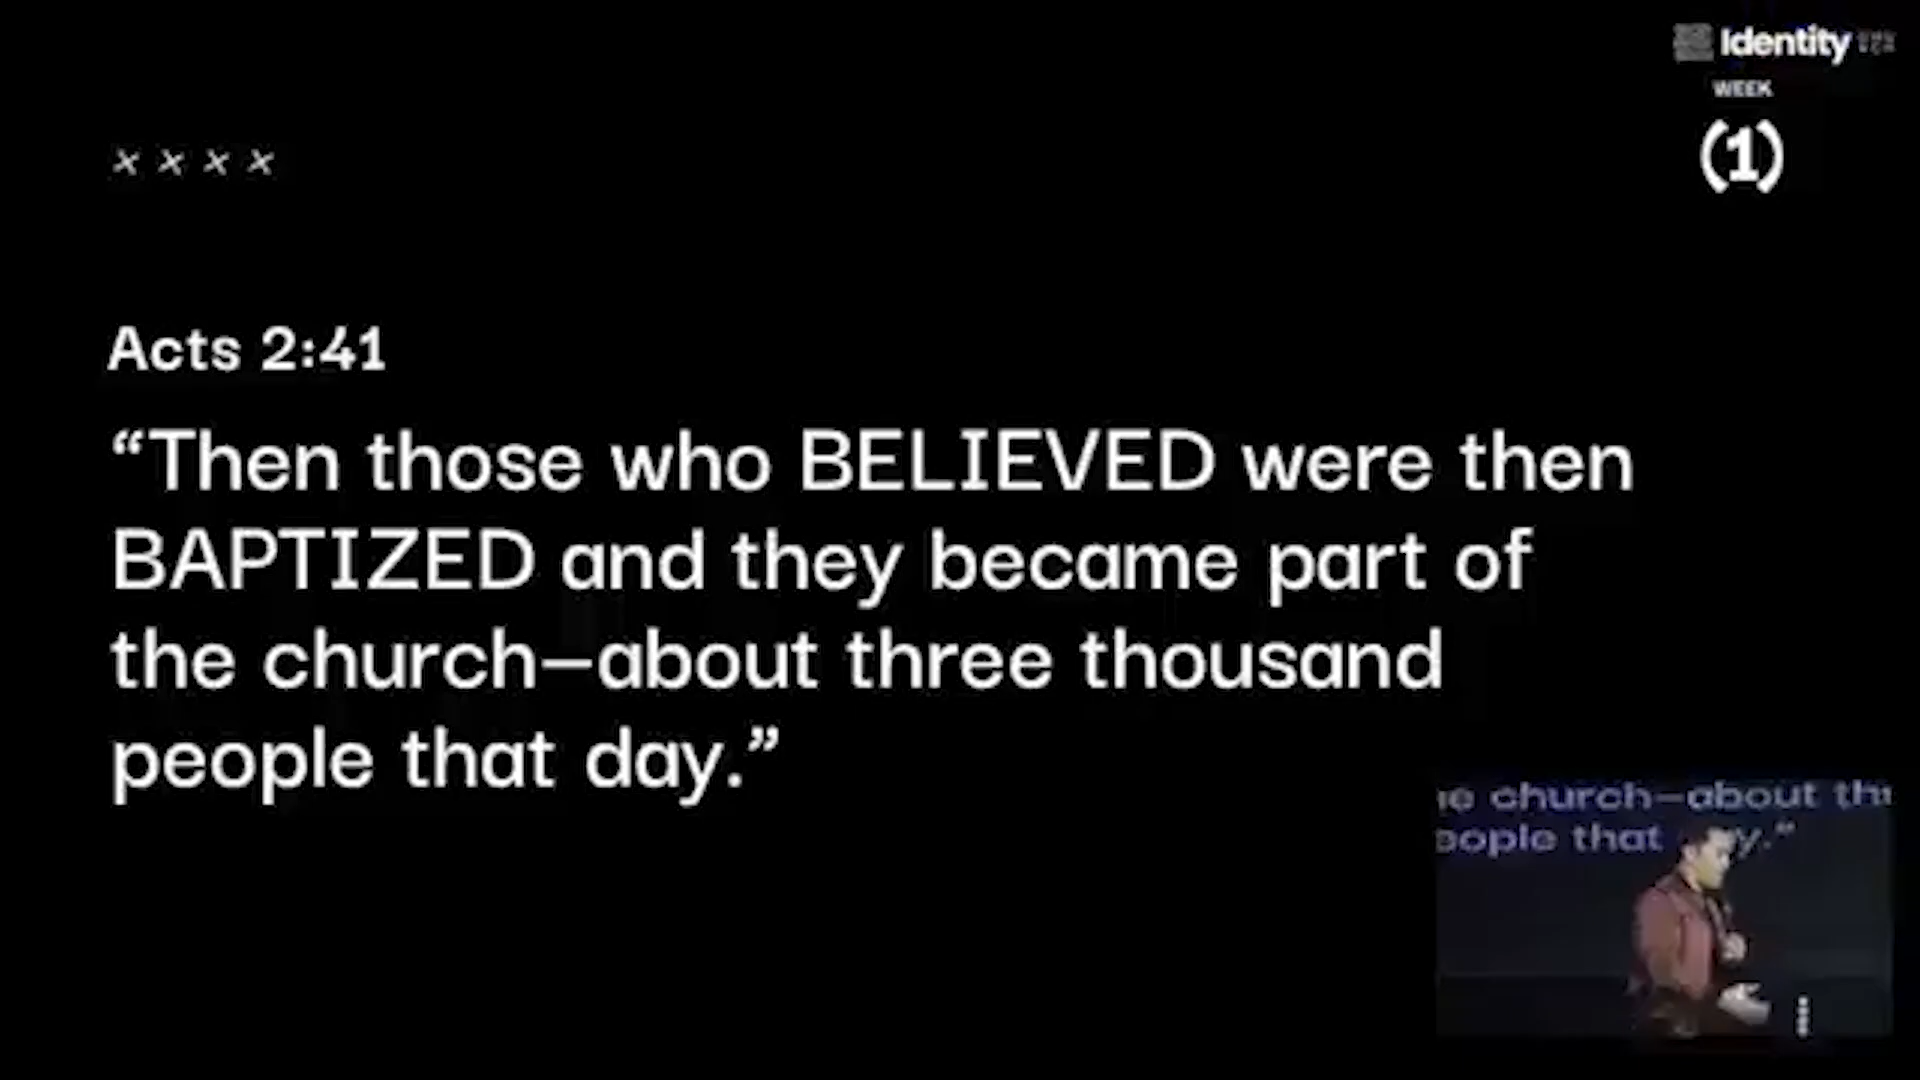 Identity
WEEK
(1)
× × × ×
Acts 2:41
“Then those who BELIEVED were then
BAPTIZED and they became part of
the church—about three thousand
people that day.”
church—about
that